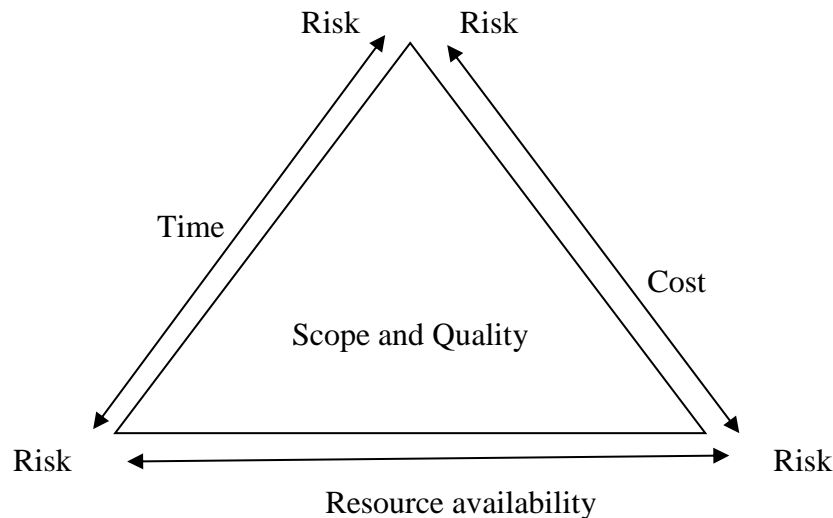 Risk Risk
Time
Cost
Scope and Quality
Risk Risk
Resource availability